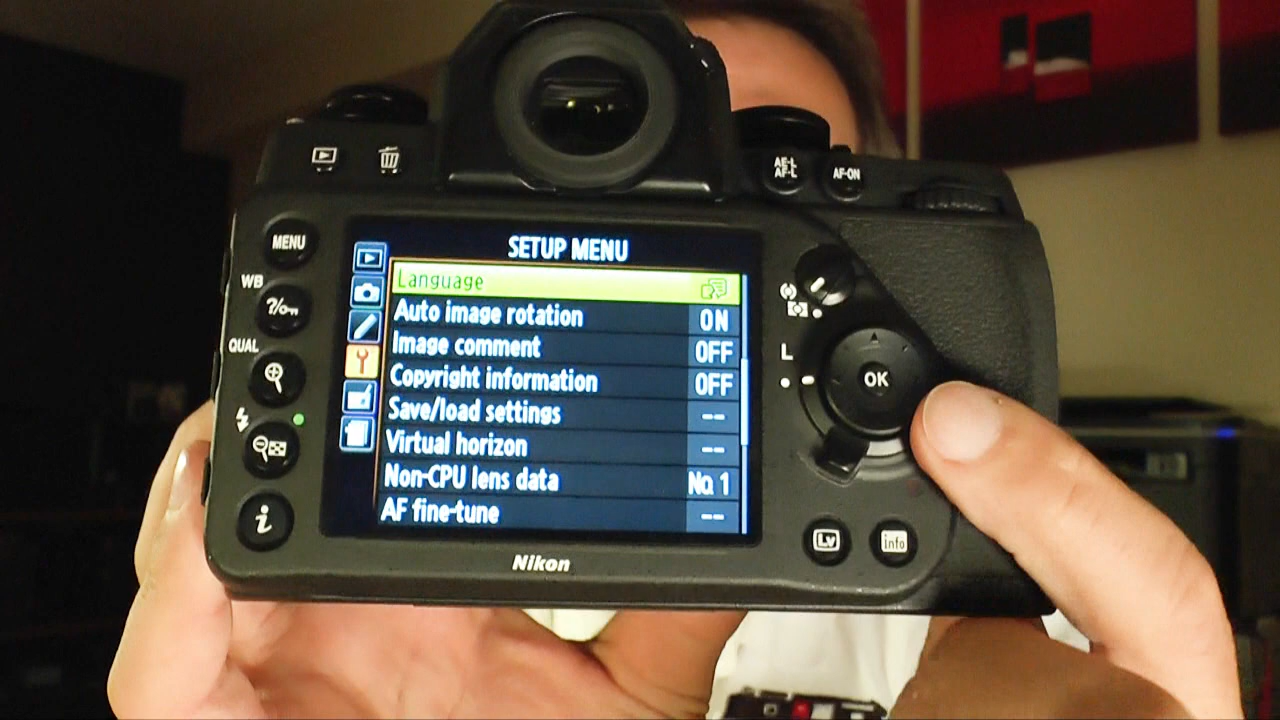 AE-L
AF-L
AF-ON
MENU
WB
?/
QUAL
i
SETUP MENU
Language
Auto image rotation ON
Image comment OFF
Copyright information OFF
Save/load settings --
Virtual horizon --
Non-CPU lens data No. 1
AF fine-tune --
L
OK
Lv
info
Nikon